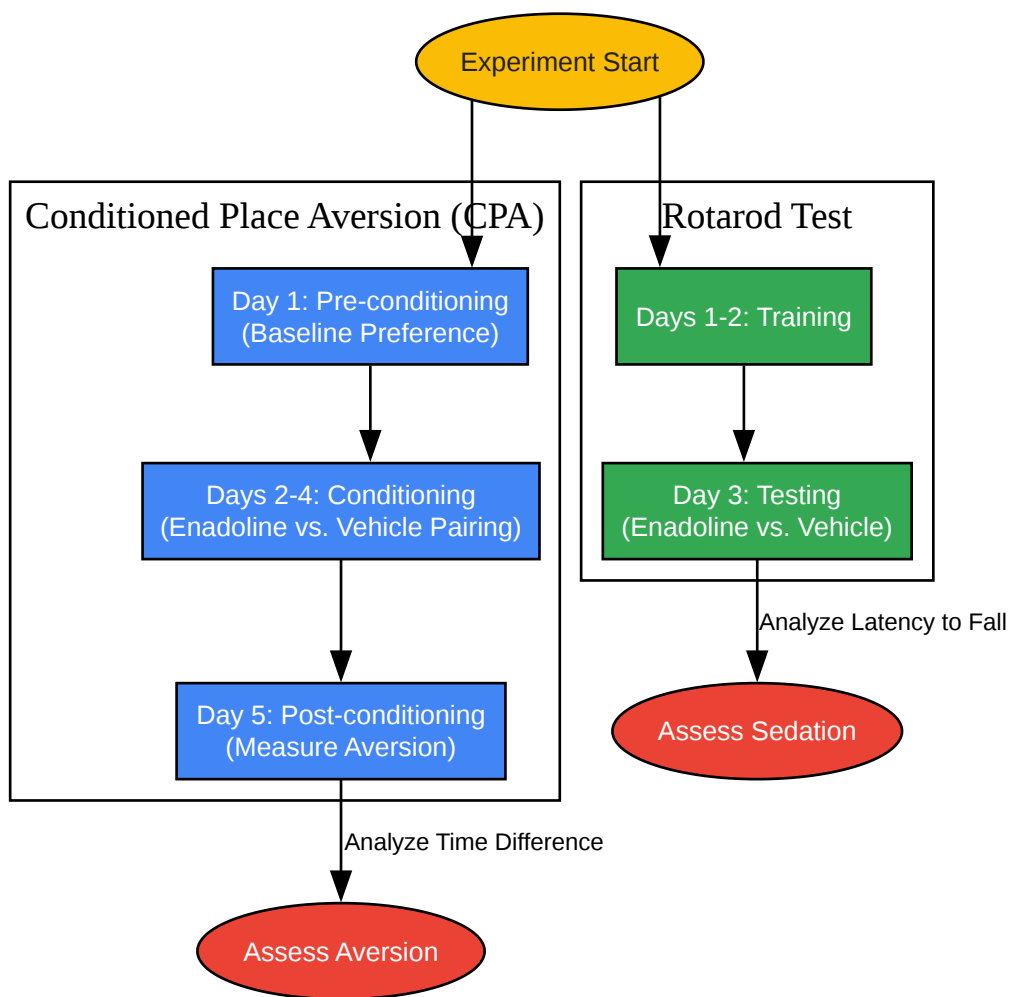 Experiment Start
Conditioned Place Aversion (CPA)
Day 1: Pre-conditioning
(Baseline Preference)
Days 2-4: Conditioning
(Enadoline vs. Vehicle Pairing)
Day 5: Post-conditioning
(Measure Aversion)
Analyze Time Difference
Assess Aversion
Rotarod Test
Days 1-2: Training
Day 3: Testing
(Enadoline vs. Vehicle)
Analyze Latency to Fall
Assess Sedation